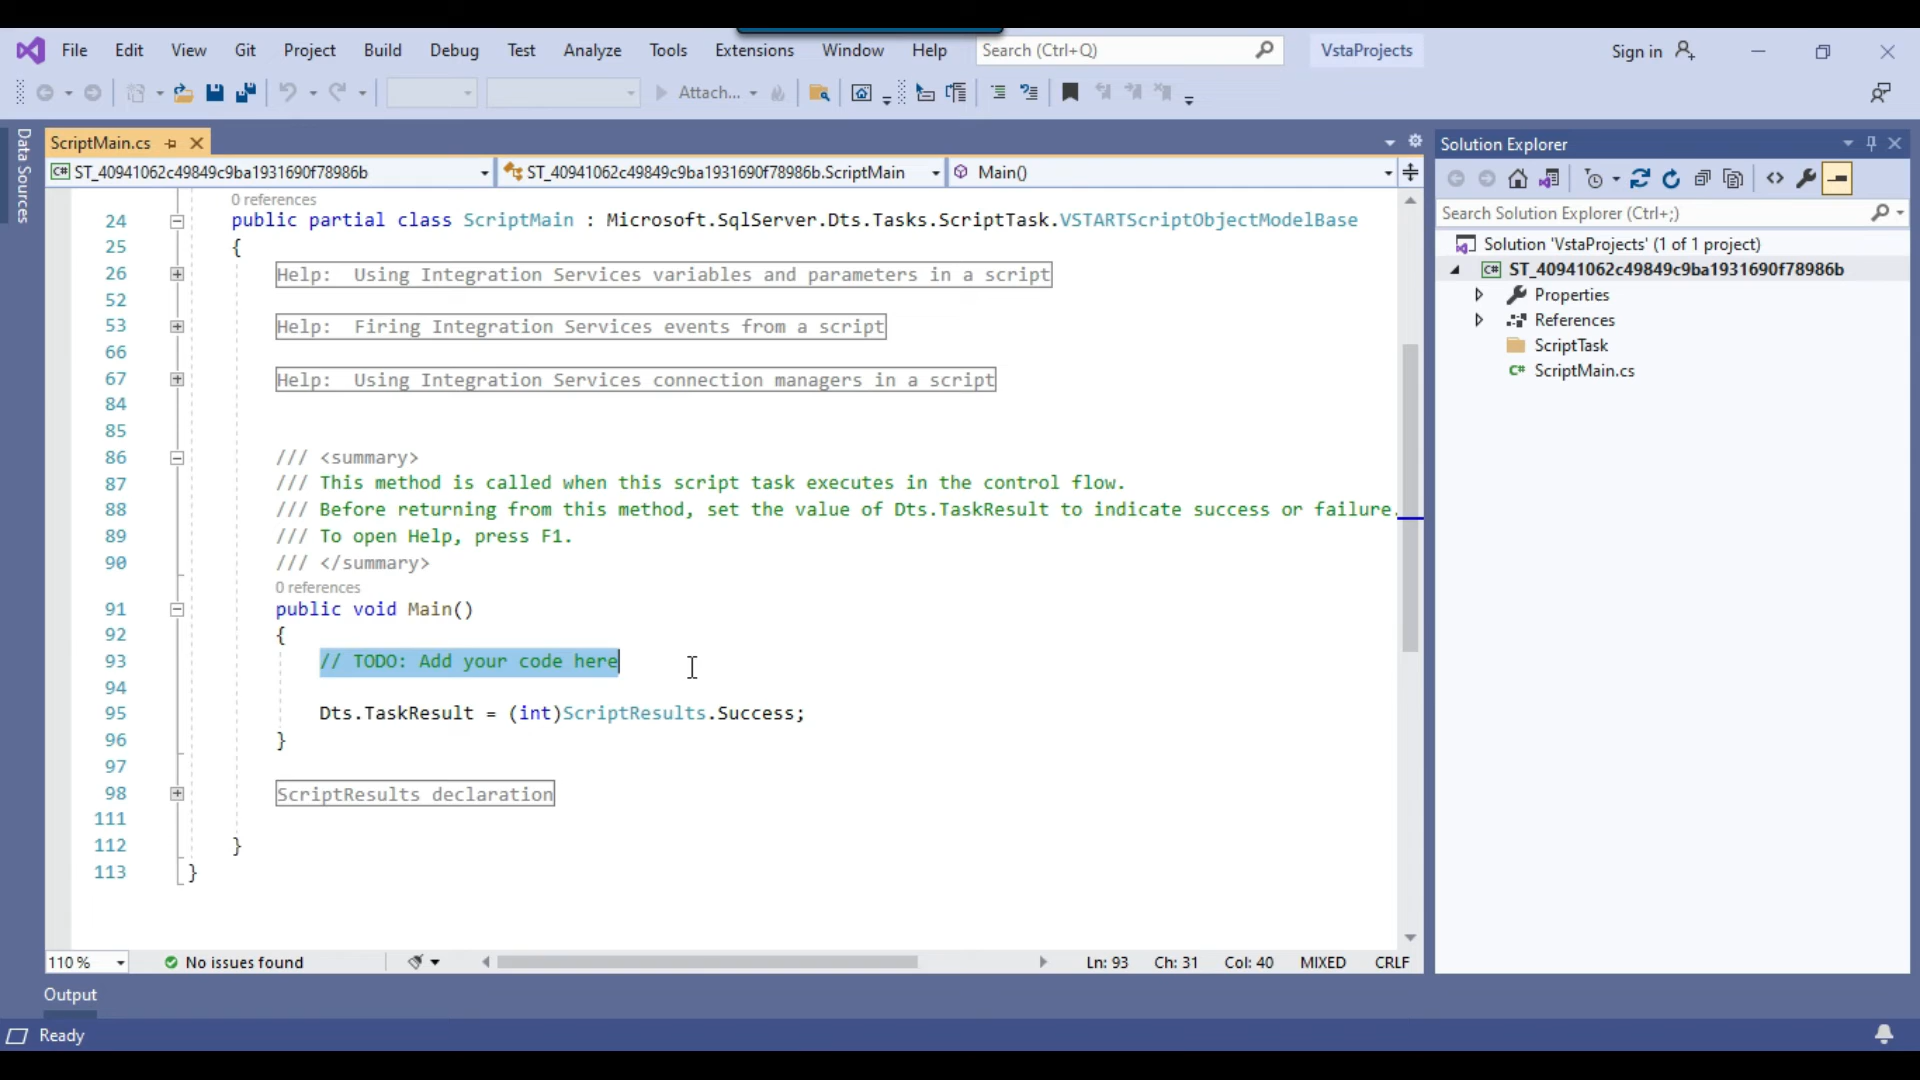 File Edit View Git Project Build Debug Test Analyze Tools Extensions Window Help Search (Ctrl+Q) VstaProjects Sign in
Attach...
Data Sources
ScriptMain.cs
ST_40941062c49849c9ba1931690f78986b ST_40941062c49849c9ba1931690f78986b.ScriptMain Main()
0 references
24 public partial class ScriptMain : Microsoft.SqlServer.Dts.Tasks.ScriptTask.VSTARTScriptObjectModelBase
25 {
26 Help: Using Integration Services variables and parameters in a script
52
53 Help: Firing Integration Services events from a script
66
67 Help: Using Integration Services connection managers in a script
84
85
86 /// <summary>
87 /// This method is called when this script task executes in the control flow.
88 /// Before returning from this method, set the value of Dts.TaskResult to indicate success or failure.
89 /// To open Help, press F1.
90 /// </summary>
0 references
91 public void Main()
92 {
93 // TODO: Add your code here
94
95 Dts.TaskResult = (int)ScriptResults.Success;
96 }
97
98 ScriptResults declaration
111
112 }
113 }
110 % No issues found Ln: 93 Ch: 31 Col: 40 MIXED CRLF
Solution Explorer
Search Solution Explorer (Ctrl+;)
Solution 'VstaProjects' (1 of 1 project)
C# ST_40941062c49849c9ba1931690f78986b
Properties
References
ScriptTask
C# ScriptMain.cs
Output
Ready